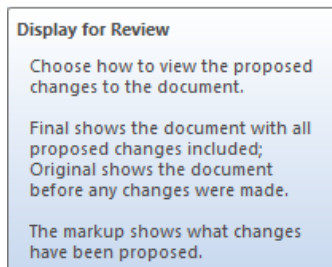 Display for Review
Choose how to view the proposed
changes to the document.
Final shows the document with all
proposed changes included;
Original shows the document
before any changes were made.
The markup shows what changes
have been proposed.